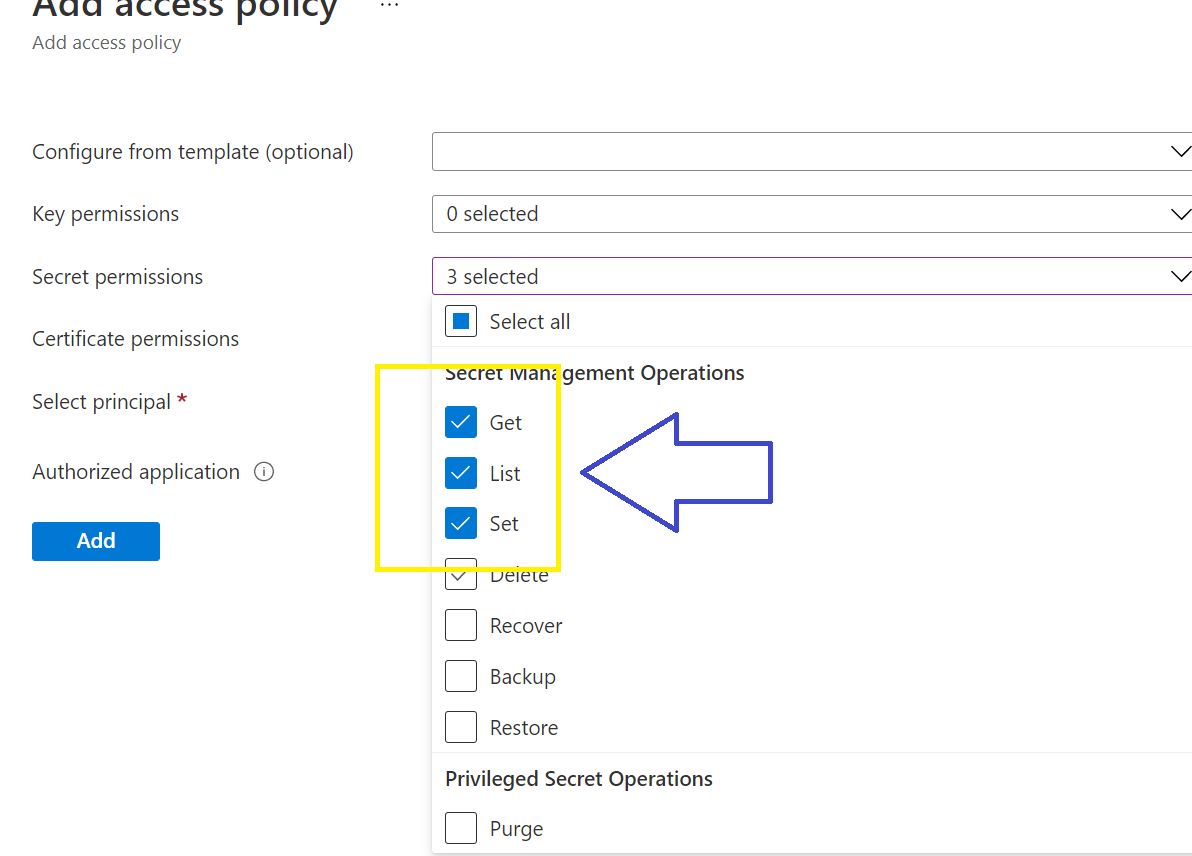 Add access policy ...
Add access policy
Configure from template (optional)
Key permissions 0 selected
Secret permissions 3 selected
Select all
Certificate permissions
Secret Management Operations
Select principal *
Get
Authorized application
List
Set
Add
Delete
Recover
Backup
Restore
Privileged Secret Operations
Purge